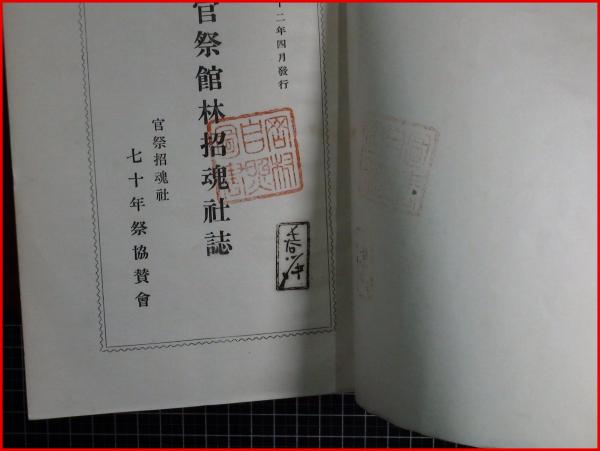 十二年四月發行
官祭館林招魂社誌
官祭招魂社
七十年祭協賛會